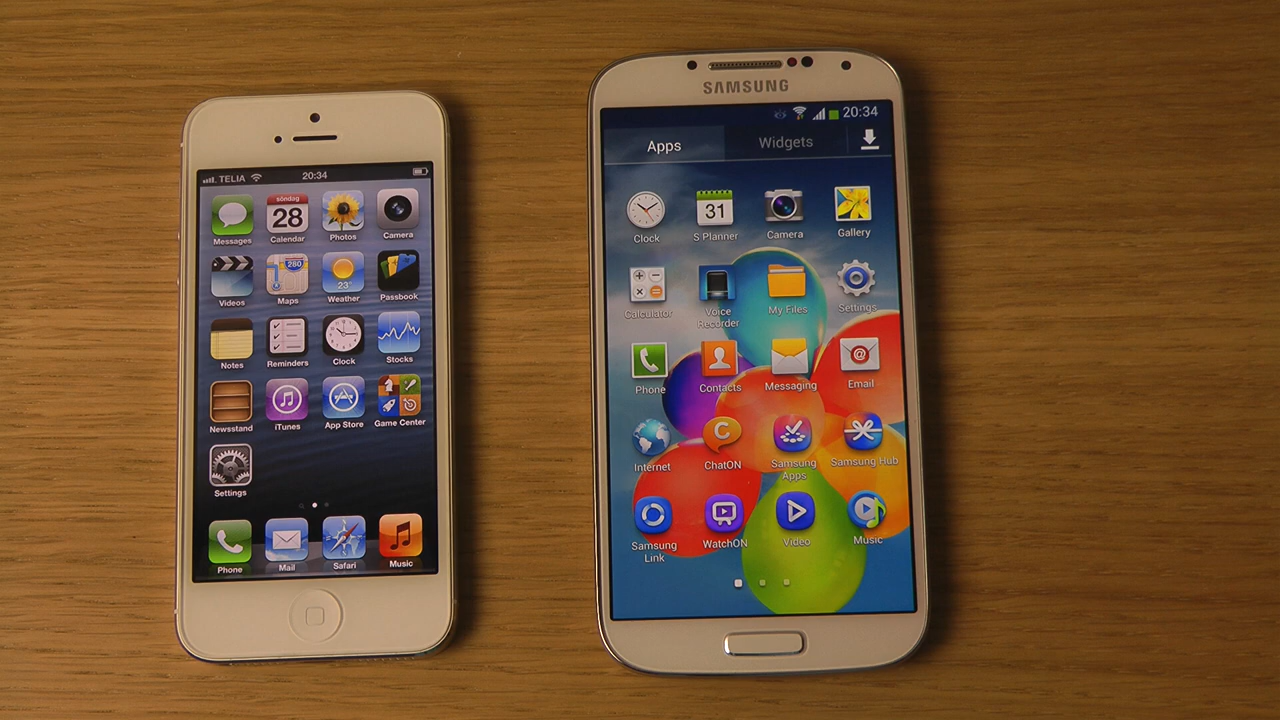 TELIA
20:34
söndag
28
Messages
Calendar
Photos
Camera
280
23°
Videos
Maps
Weather
Passbook
Notes
Reminders
Clock
Stocks
Newsstand
iTunes
App Store
Game Center
Settings
Phone
Mail
Safari
Music
SAMSUNG
20:34
Apps
Widgets
31
Clock
S Planner
Camera
Gallery
Calculator
Voice
Recorder
My Files
Settings
@
Phone
Contacts
Messaging
Email
C
Internet
ChatON
Samsung
Apps
Samsung Hub
Samsung
Link
WatchON
Video
Music